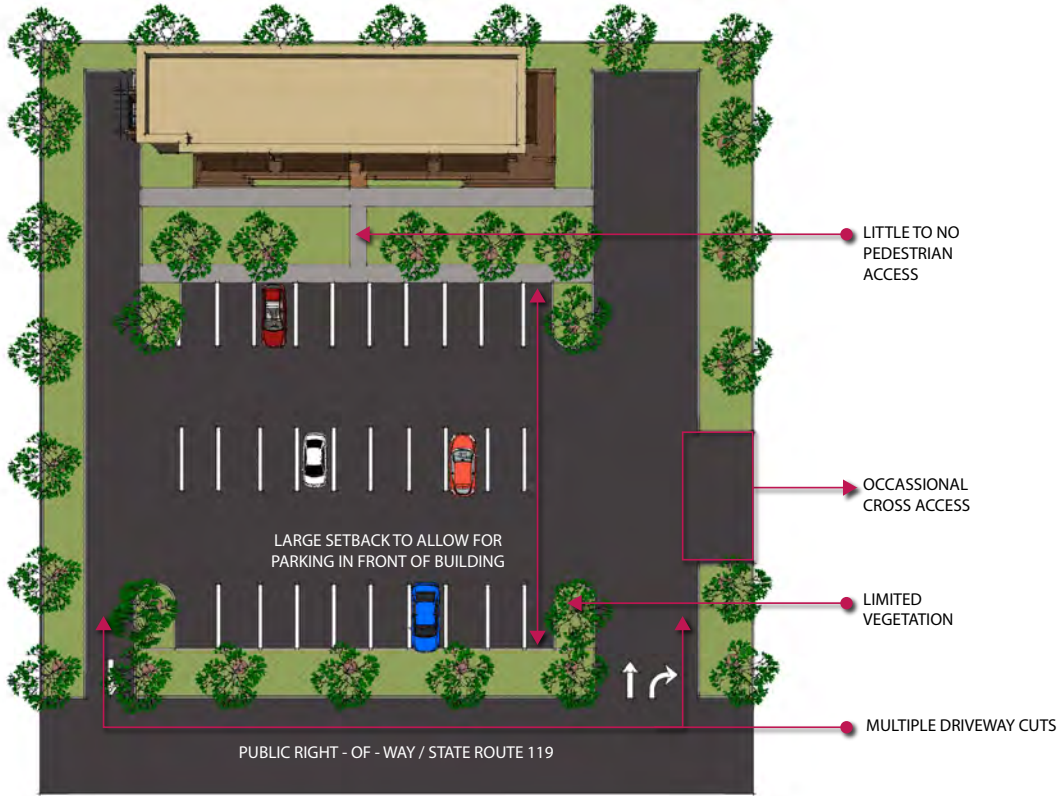 LITTLE TO NO
PEDESTRIAN
ACCESS
OCCASSIONAL
CROSS ACCESS
LARGE SETBACK TO ALLOW FOR
PARKING IN FRONT OF BUILDING
LIMITED
VEGETATION
MULTIPLE DRIVEWAY CUTS
PUBLIC RIGHT - OF - WAY / STATE ROUTE 119